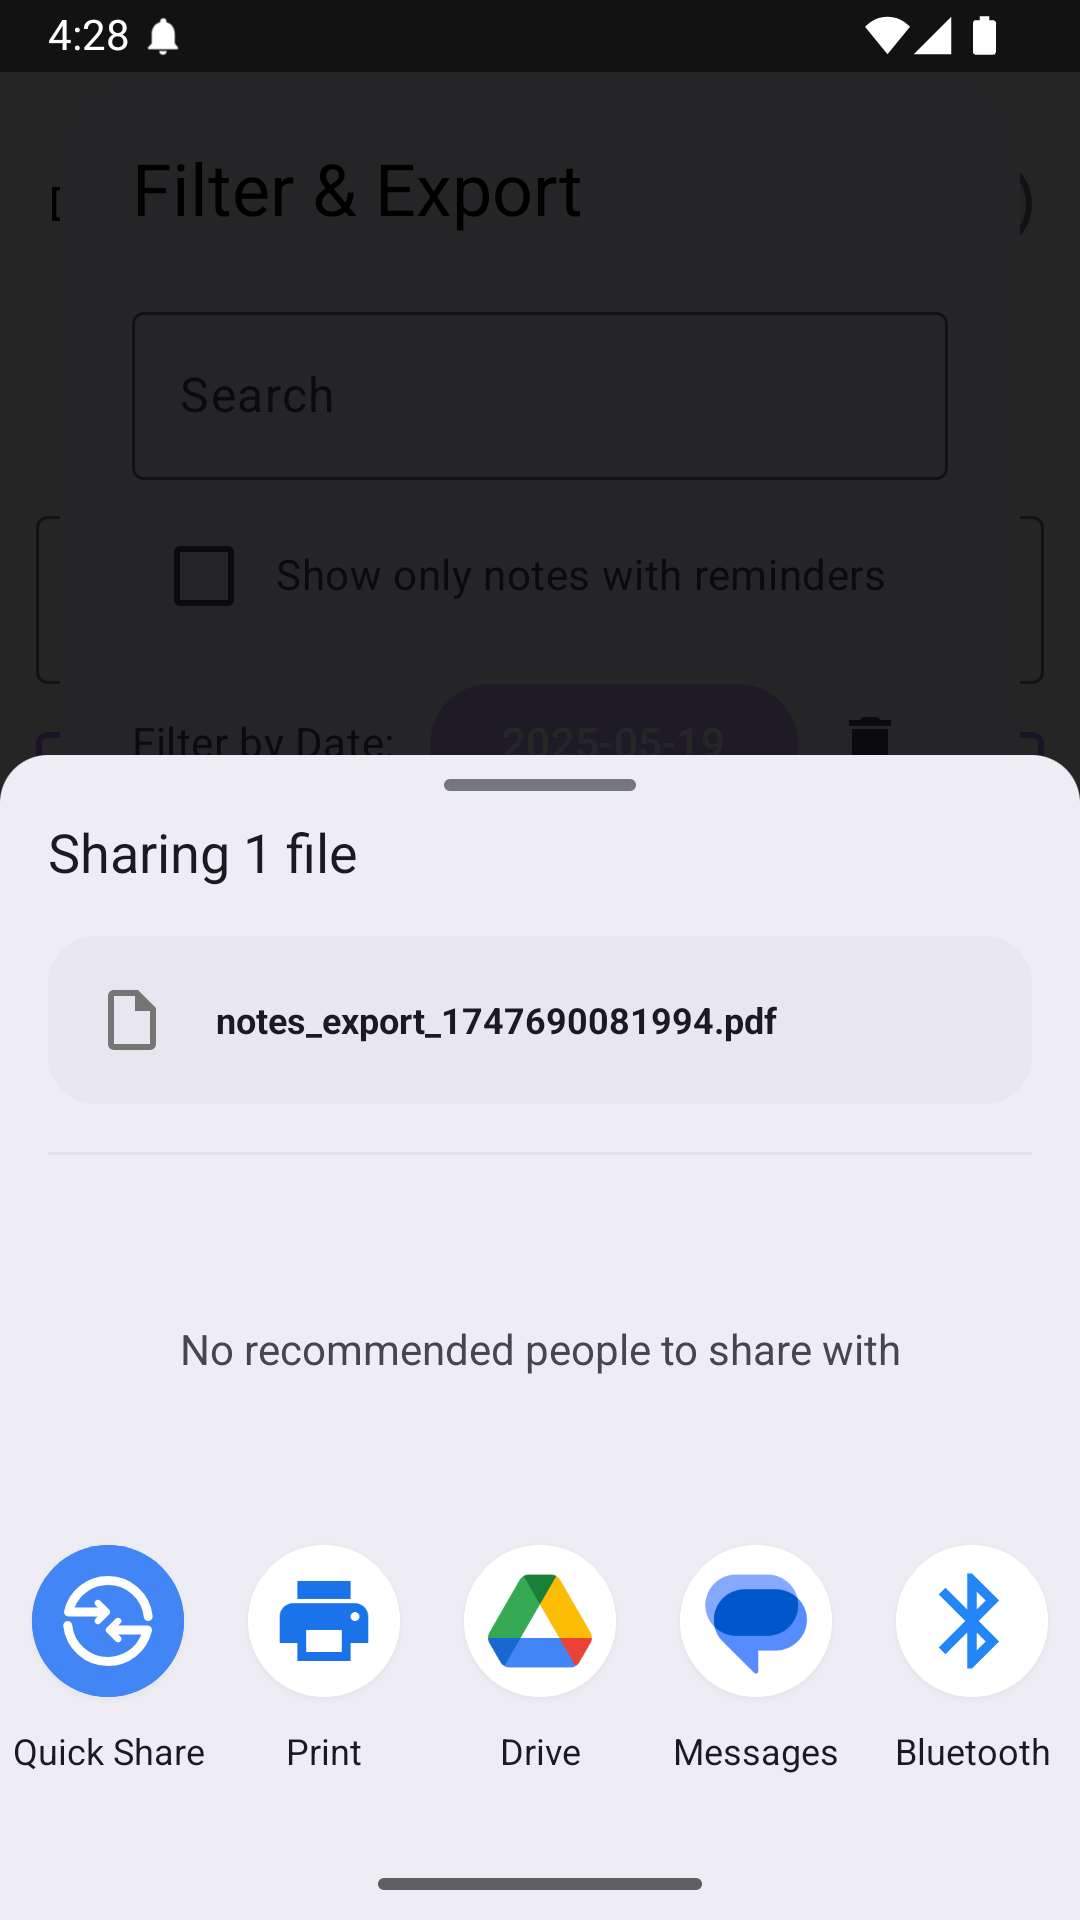 4:28
Filter & Export
Search
Show only notes with reminders
Filter by Date: 2025-05-19
Sharing 1 file
notes_export_1747690081994.pdf
No recommended people to share with
Quick Share Print Drive Messages Bluetooth